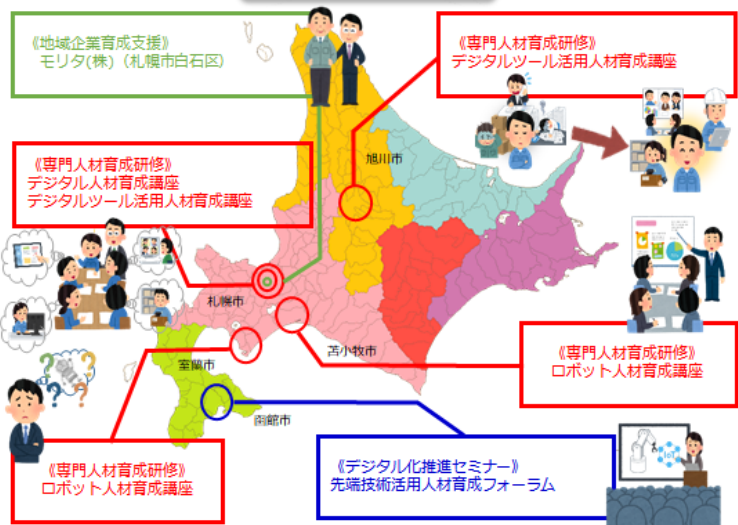 《地域企業育成支援》
モリタ(株)（札幌市白石区）
《専門人材育成研修》
デジタルツール活用人材育成講座
《専門人材育成研修》
デジタル人材育成講座
デジタルツール活用人材育成講座
旭川市
札幌市
苫小牧市
室蘭市
函館市
《専門人材育成研修》
ロボット人材育成講座
《専門人材育成研修》
ロボット人材育成講座
《デジタル化推進セミナー》
先端技術活用人材育成フォーラム
IoT
? ? ? ?